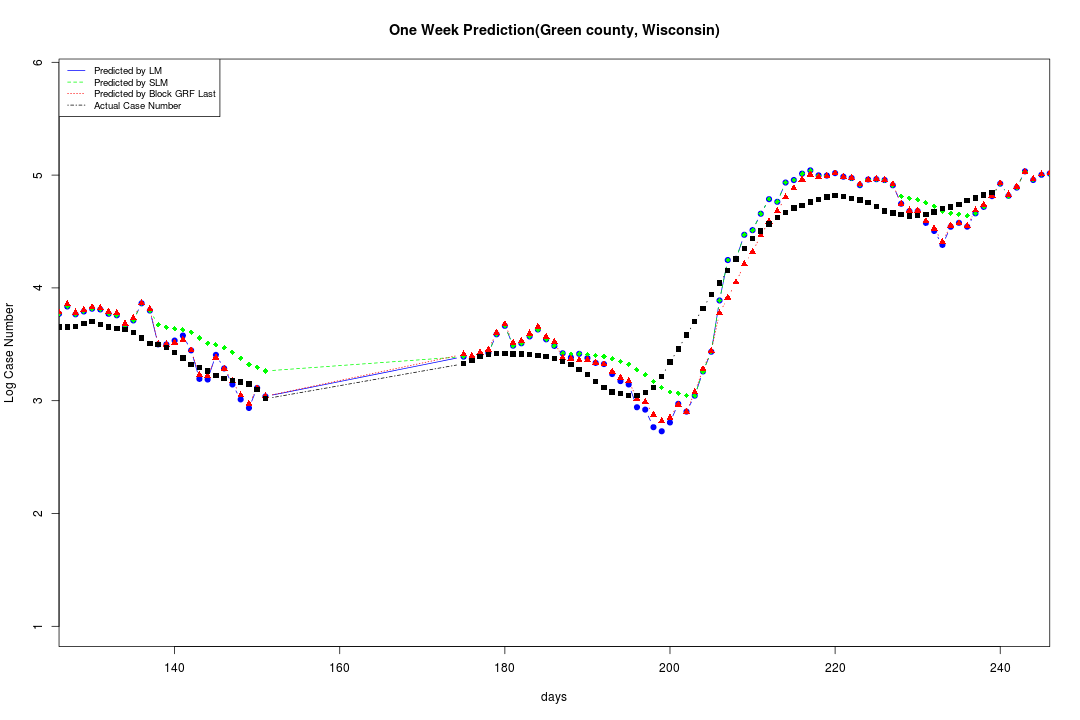 One Week Prediction(Green county, Wisconsin)
Predicted by LM
Predicted by SLM
Predicted by Block GRF Last
Actual Case Number
Log Case Number
6
5
4
3
2
1
140 160 180 200 220 240
days